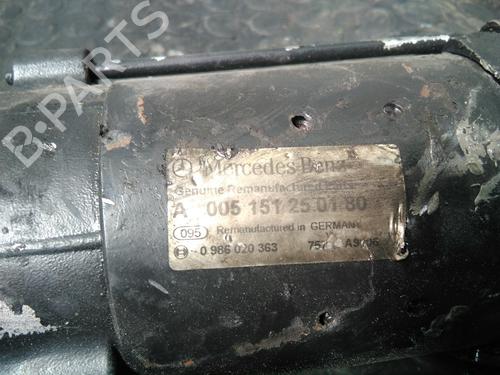 B-PARTS
Mercedes-Benz
Genuine Remanufactured Parts
A 005 151 25 01 80
095 Remanufactured in GERMANY
0 986 020 363